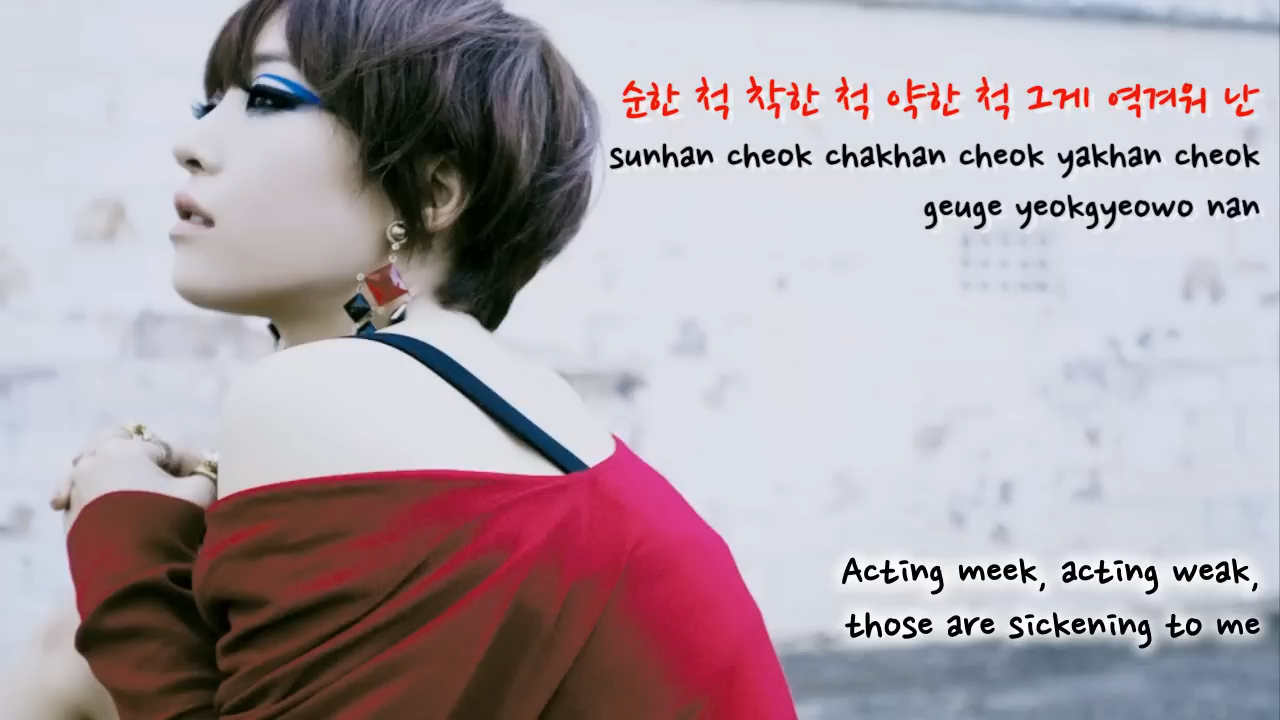 순한 척 착한 척 약한 척 그게 역겨워 난
sunhan cheok chakhan cheok yakhan cheok
geuge yeokgyeowo nan
Acting meek, acting weak,
those are sickening to me